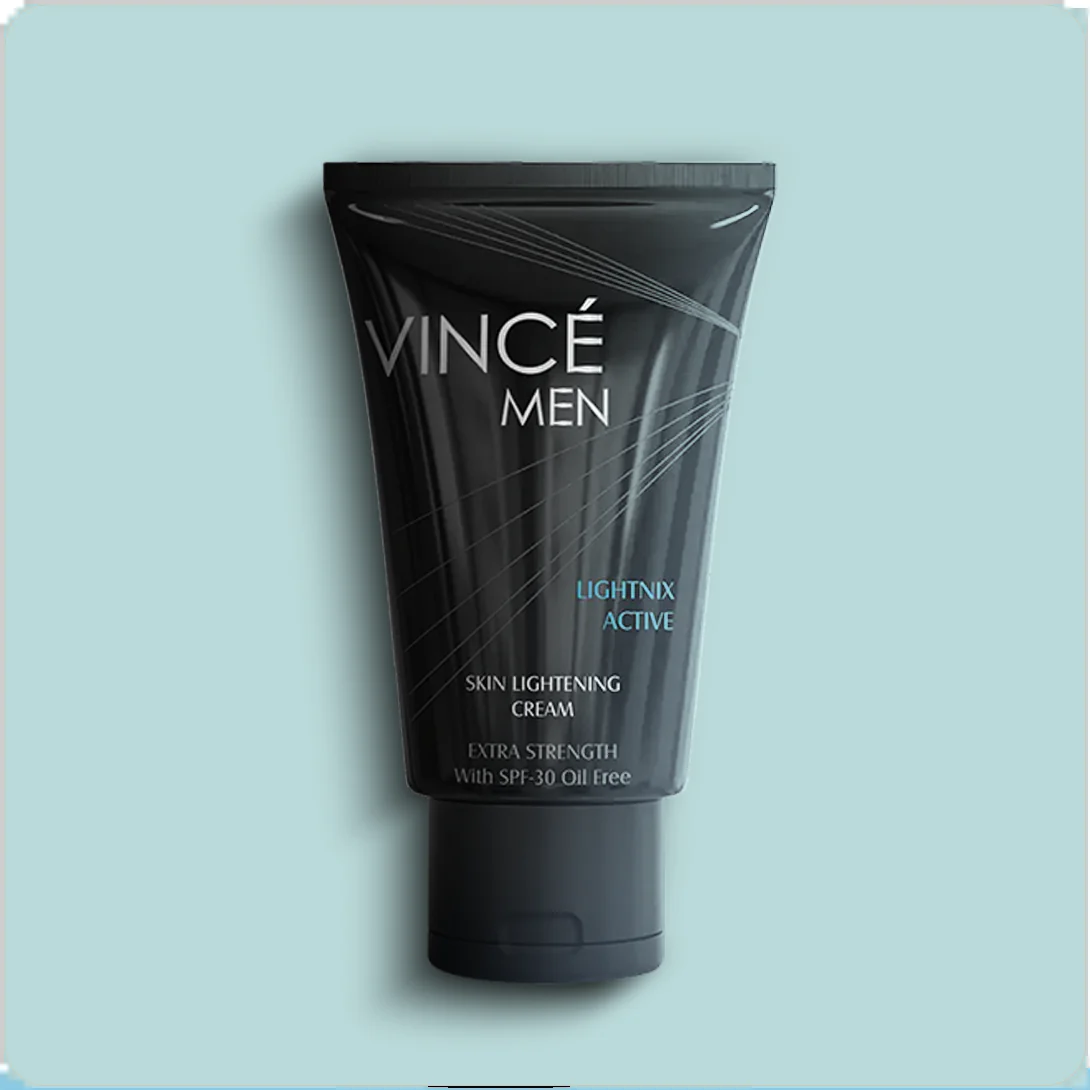 VINCÉ
MEN
LIGHTNIX
ACTIVE
SKIN LIGHTENING
CREAM
EXTRA STRENGTH
With SPF-30 Oil Free